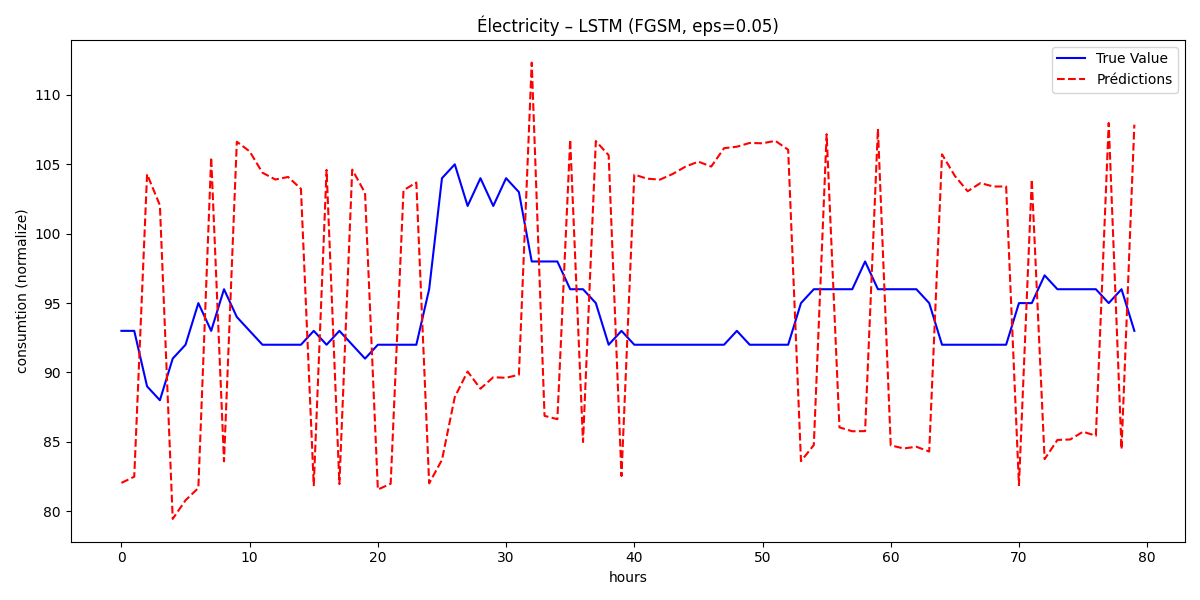 Électricity – LSTM (FGSM, eps=0.05)
True Value
Prédictions
consumtion (normalize)
110
105
100
95
90
85
80
0 10 20 30 40 50 60 70 80
hours